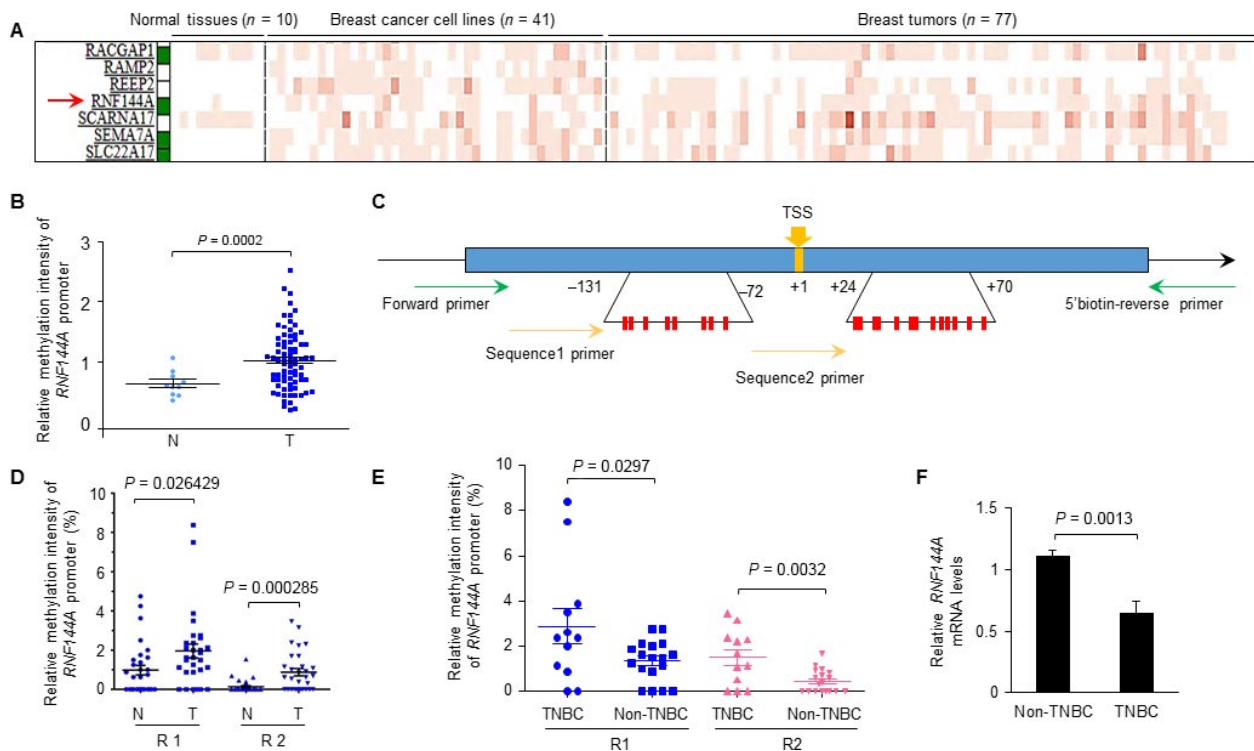 Normal tissues (n = 10)
Breast cancer cell lines (n = 41)
Breast tumors (n = 77)
A
RACGAP1
RAMP2
REEP2
RNF144A
SCARNA17
SEMA7A
SLC22A17
B
Relative methylation intensity of
RNF144A promoter
3
2
1
0
P = 0.0002
N
T
C
TSS
Forward primer
–131
–72
+1
+24
+70
5'biotin-reverse primer
Sequence1 primer
Sequence2 primer
D
Relative methylation intensity of
RNF144A promoter (%)
10
8
6
4
2
0
P = 0.026429
P = 0.000285
N
T
N
T
R 1
R 2
E
Relative methylation intensity
of RNF144A promoter (%)
10
8
6
4
2
0
P = 0.0297
P = 0.0032
TNBC
Non-TNBC
TNBC
Non-TNBC
R1
R2
F
Relative RNF144A
mRNA levels
1.5
1
0.5
0
P = 0.0013
Non-TNBC
TNBC